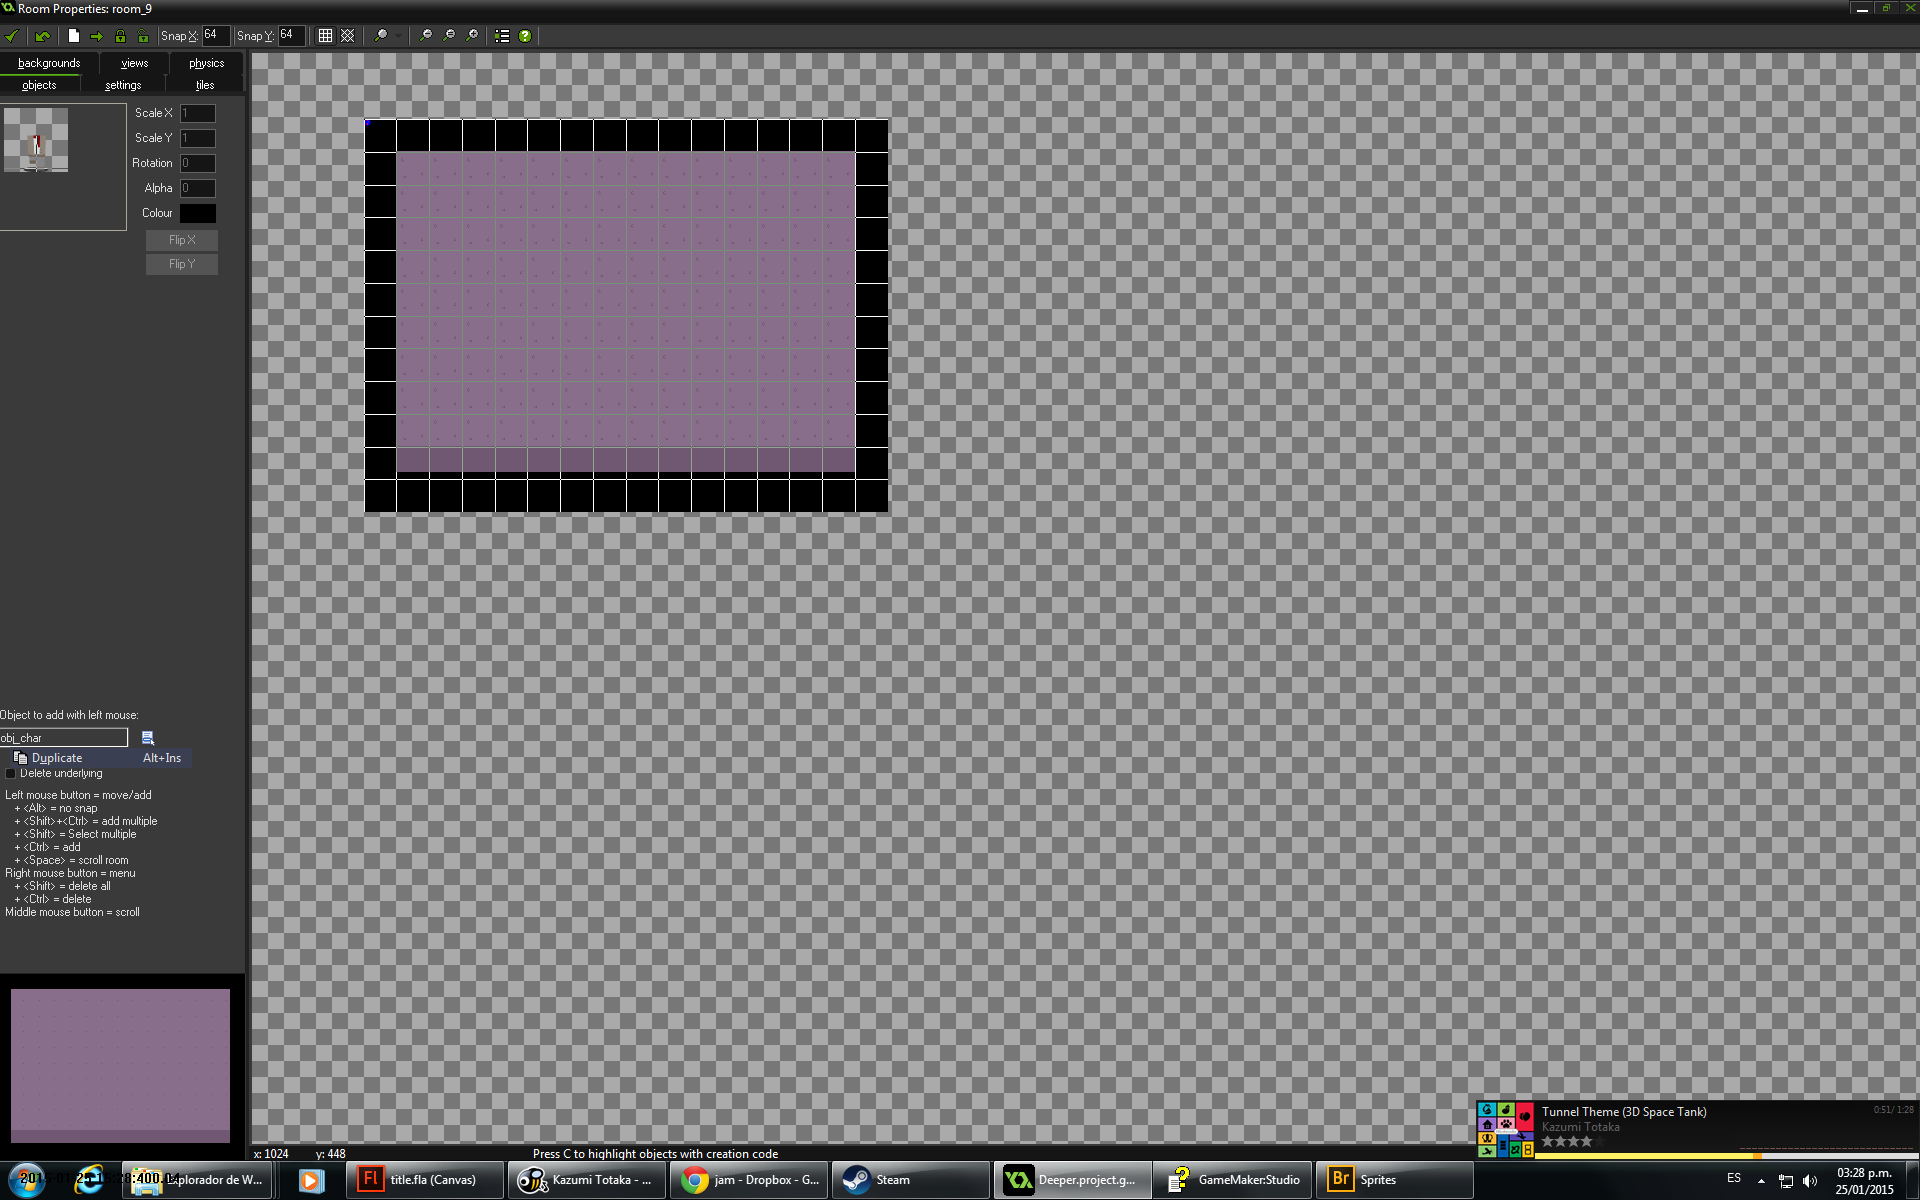 Room Properties: room_9
Snap X: 64 Snap Y: 64
backgrounds views physics
objects settings tiles
Scale X 1
Scale Y 1
Rotation 0
Alpha 0
Colour
Flip X
Flip Y
Object to add with left mouse:
obj_char
Duplicate Alt+Ins
Delete underlying
Left mouse button = move/add
+ <Alt> = no snap
+ <Shift>+<Ctrl> = add multiple
+ <Shift> = Select multiple
+ <Ctrl> = add
+ <Space> = scroll room
Right mouse button = menu
+ <Shift> = delete all
+ <Ctrl> = delete
Middle mouse button = scroll
x: 1024 y: 448 Press C to highlight objects with creation code
Tunnel Theme (3D Space Tank) 0:51/ 1:28
Kazumi Totaka
Explorador de W...
Fl title.fla (Canvas)
Kazumi Totaka - ...
jam - Dropbox - G...
Steam
Deeper.project.g...
GameMaker:Studio
Br Sprites
ES
03:28 p.m.
25/01/2015